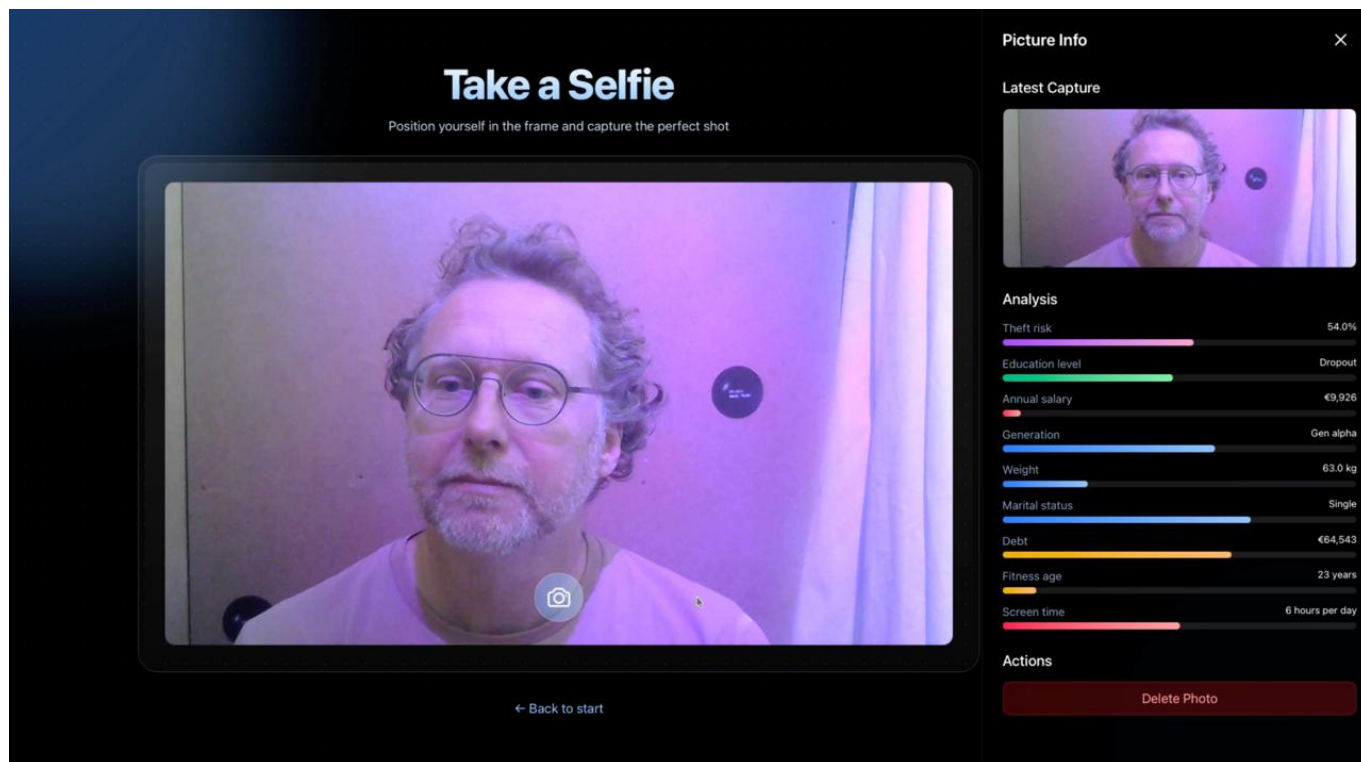 Take a Selfie
Position yourself in the frame and capture the perfect shot
← Back to start
Picture Info
Latest Capture
Analysis
Theft risk 54.0%
Education level Dropout
Annual salary €9,926
Generation Gen alpha
Weight 63.0 kg
Marital status Single
Debt €64,543
Fitness age 23 years
Screen time 6 hours per day
Actions
Delete Photo